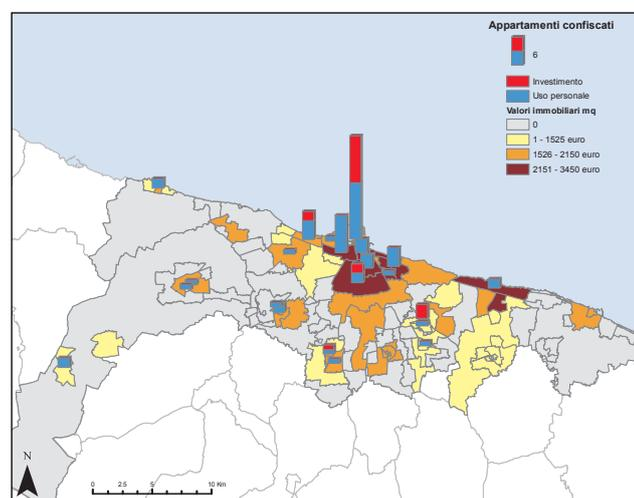 Appartamenti confiscati
6
Investimento
Uso personale
Valori immobiliari mq
0
1 - 1525 euro
1526 - 2150 euro
2151 - 3450 euro
N
0 2.5 5 10 Km